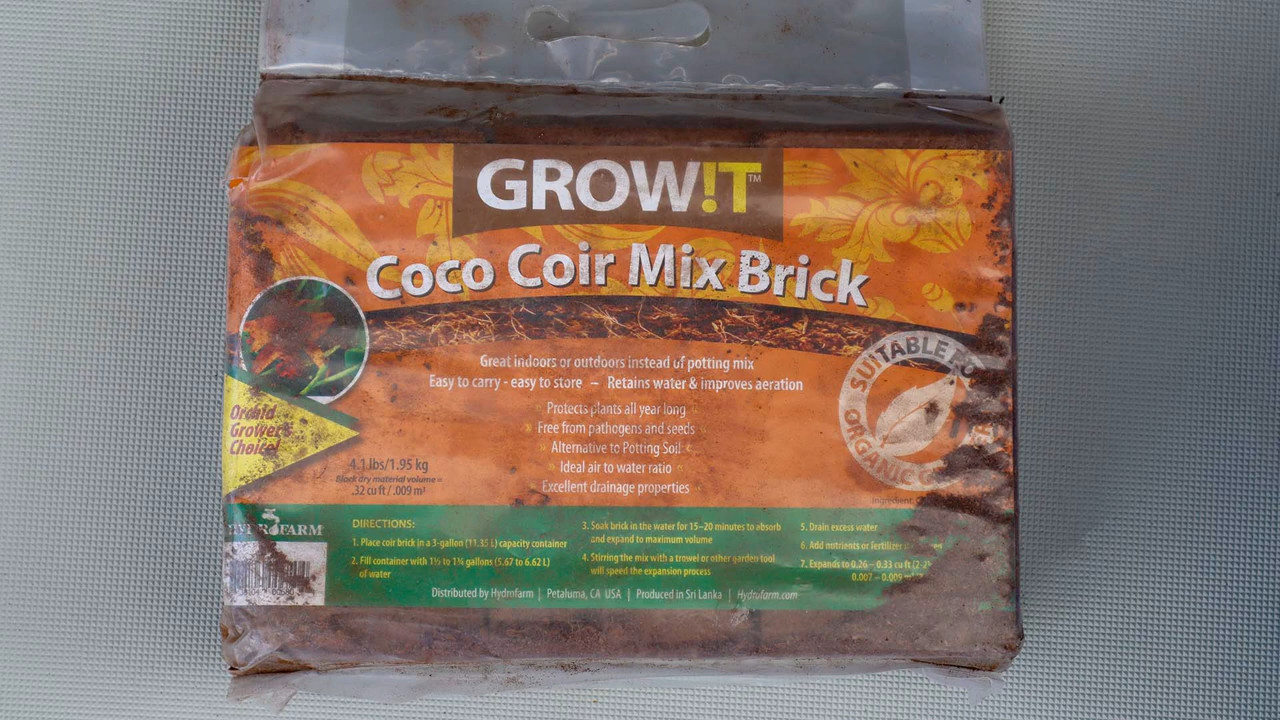 GROW!T™
Coco Coir Mix Brick
Great indoors or outdoors instead of potting mix
Easy to carry - easy to store – Retains water & improves aeration
Protects plants all year long
Free from pathogens and seeds
Alternative to Potting Soil
Ideal air to water ratio
Excellent drainage properties
SUITABLE
ORGANIC
Orchid
Grower's
Choice!
4.1 lbs/1.95 kg
Block dry material volume =
.32 cu ft / .009 m³
HYDROFARM
DIRECTIONS:
1. Place coir brick in a 3-gallon (11.35 L) capacity container
2. Fill container with 1½ to 1¾ gallons (5.67 to 6.62 L)
of water
3. Soak brick in the water for 15–20 minutes to absorb
and expand to maximum volume
4. Stirring the mix with a trowel or other garden tool
will speed the expansion process
Ingredient:
5. Drain excess water
6. Add nutrients or fertilizer
7. Expands to 0.26 – 0.33 cu ft
Distributed by Hydrofarm | Petaluma, CA USA | Produced in Sri Lanka | Hydrofarm.com